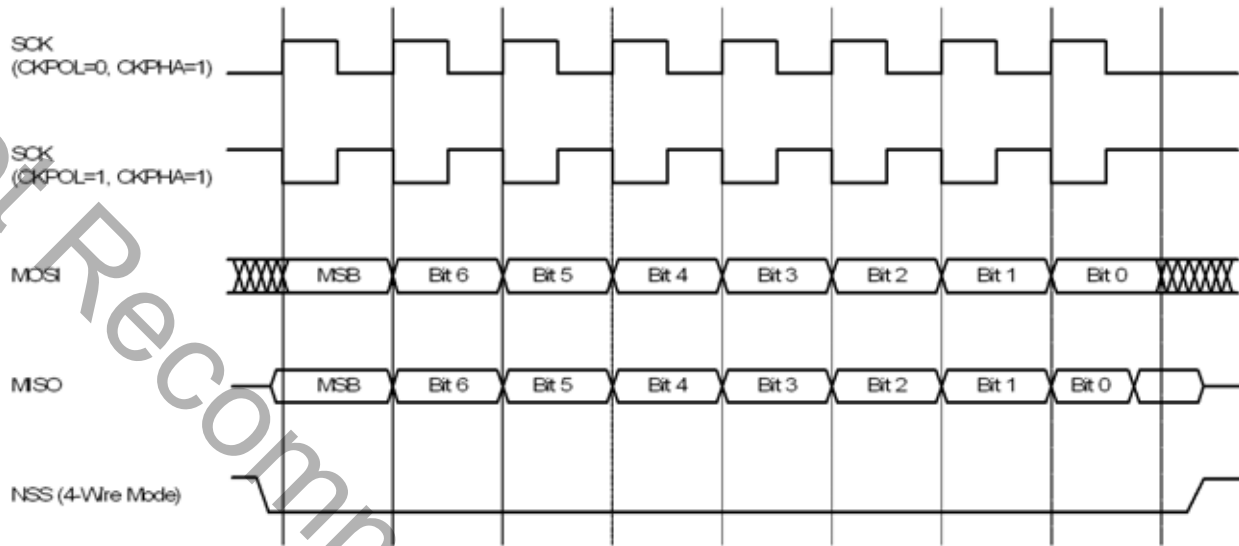 SCK
(CKPOL=0, CKPHA=1)
SCK
(CKPOL=1, CKPHA=1)
MOSI
MSB Bit 6 Bit 5 Bit 4 Bit 3 Bit 2 Bit 1 Bit 0
MISO
MSB Bit 6 Bit 5 Bit 4 Bit 3 Bit 2 Bit 1 Bit 0
NSS (4-Wire Mode)